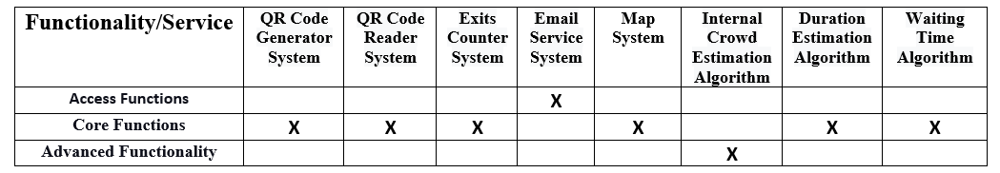 Functionality/Service QR Code Generator System QR Code Reader System Exits Counter System Email Service System Map System Internal Crowd Estimation Algorithm Duration Estimation Algorithm Waiting Time Algorithm
Access Functions X
Core Functions X X X X X X
Advanced Functionality X